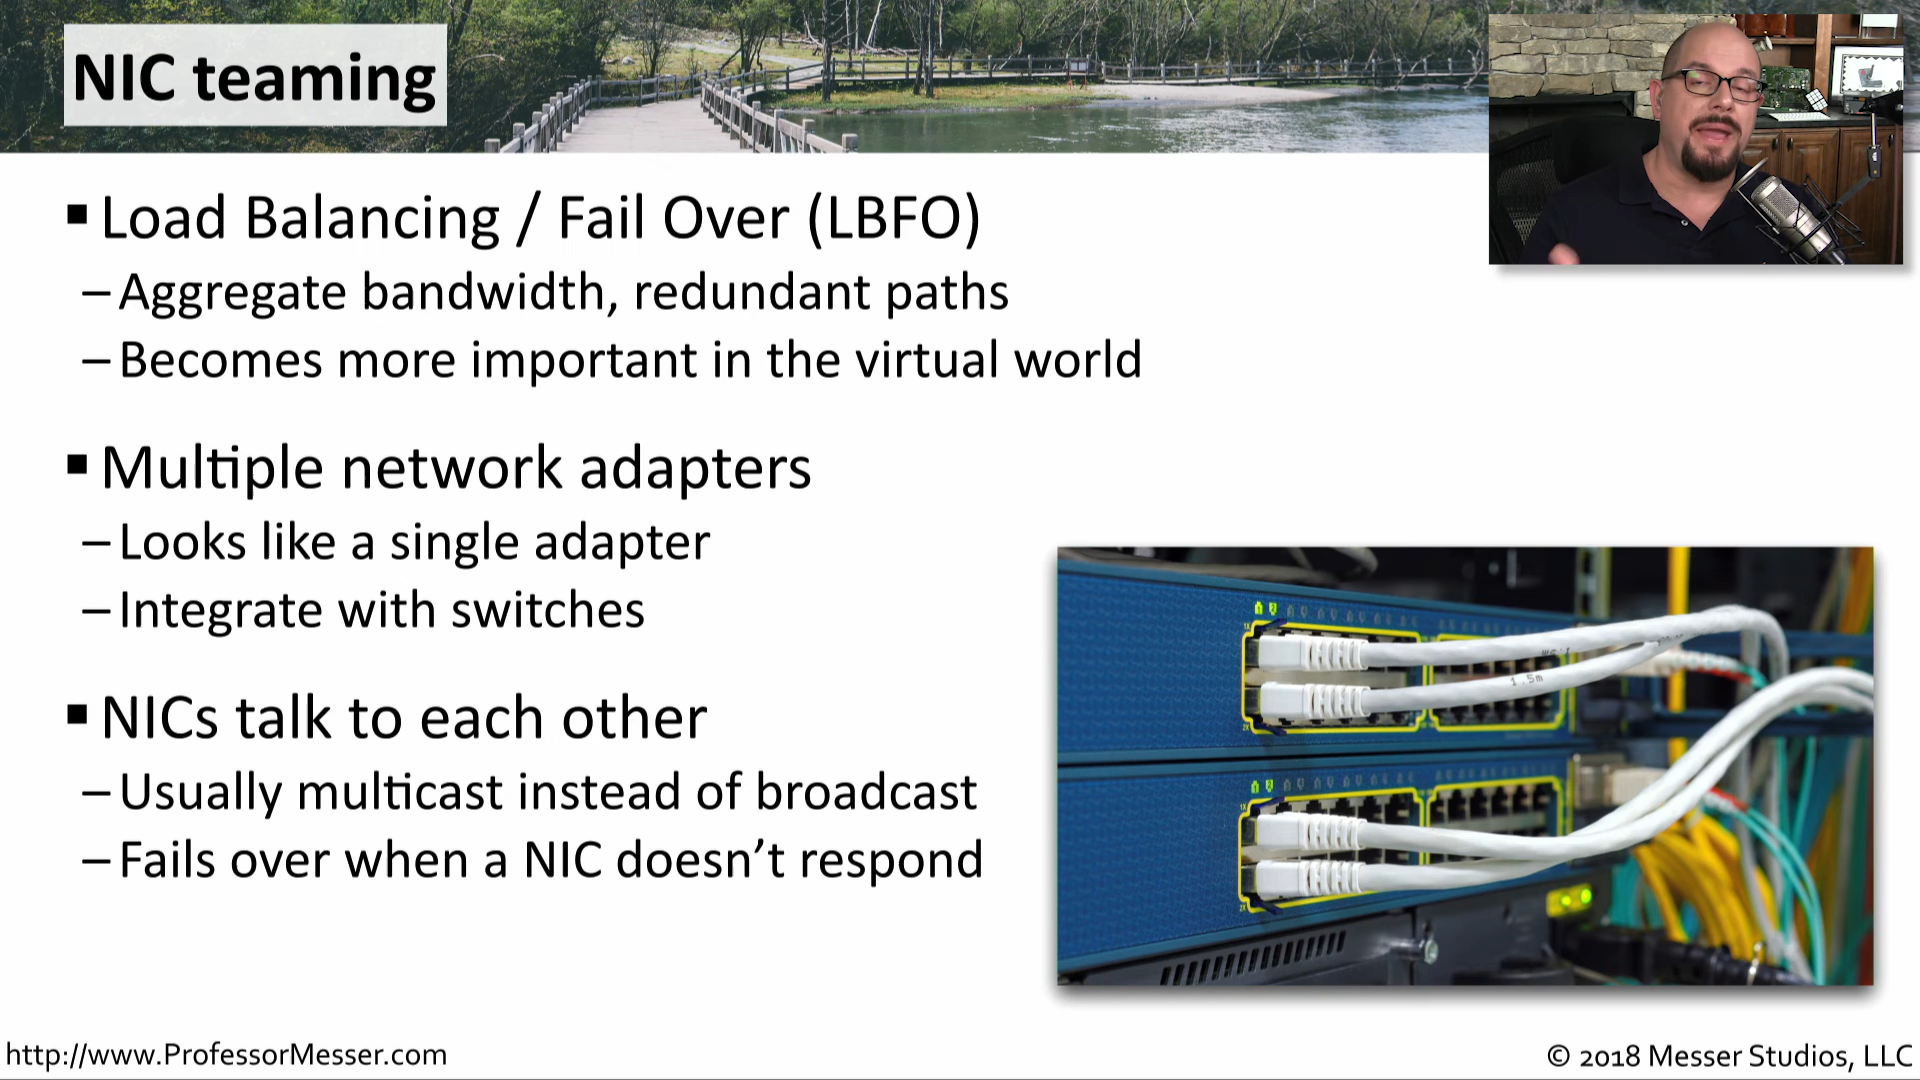 NIC teaming
▪ Load Balancing / Fail Over (LBFO)
– Aggregate bandwidth, redundant paths
– Becomes more important in the virtual world
▪ Multiple network adapters
– Looks like a single adapter
– Integrate with switches
▪ NICs talk to each other
– Usually multicast instead of broadcast
– Fails over when a NIC doesn’t respond
1.5m
http://www.ProfessorMesser.com
© 2018 Messer Studios, LLC